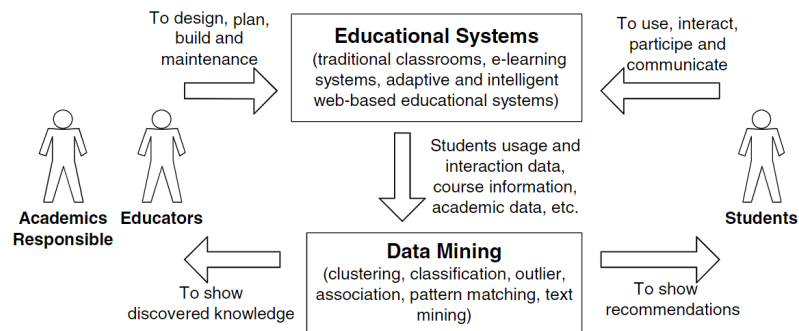 To design, plan,
build and
maintenance
Educational Systems
(traditional classrooms, e-learning
systems, adaptive and intelligent
web-based educational systems)
To use, interact,
participe and
communicate
Students usage and
interaction data,
course information,
academic data, etc.
Academics
Responsible
Educators
Students
Data Mining
(clustering, classification, outlier,
association, pattern matching, text
mining)
To show
discovered knowledge
To show
recommendations